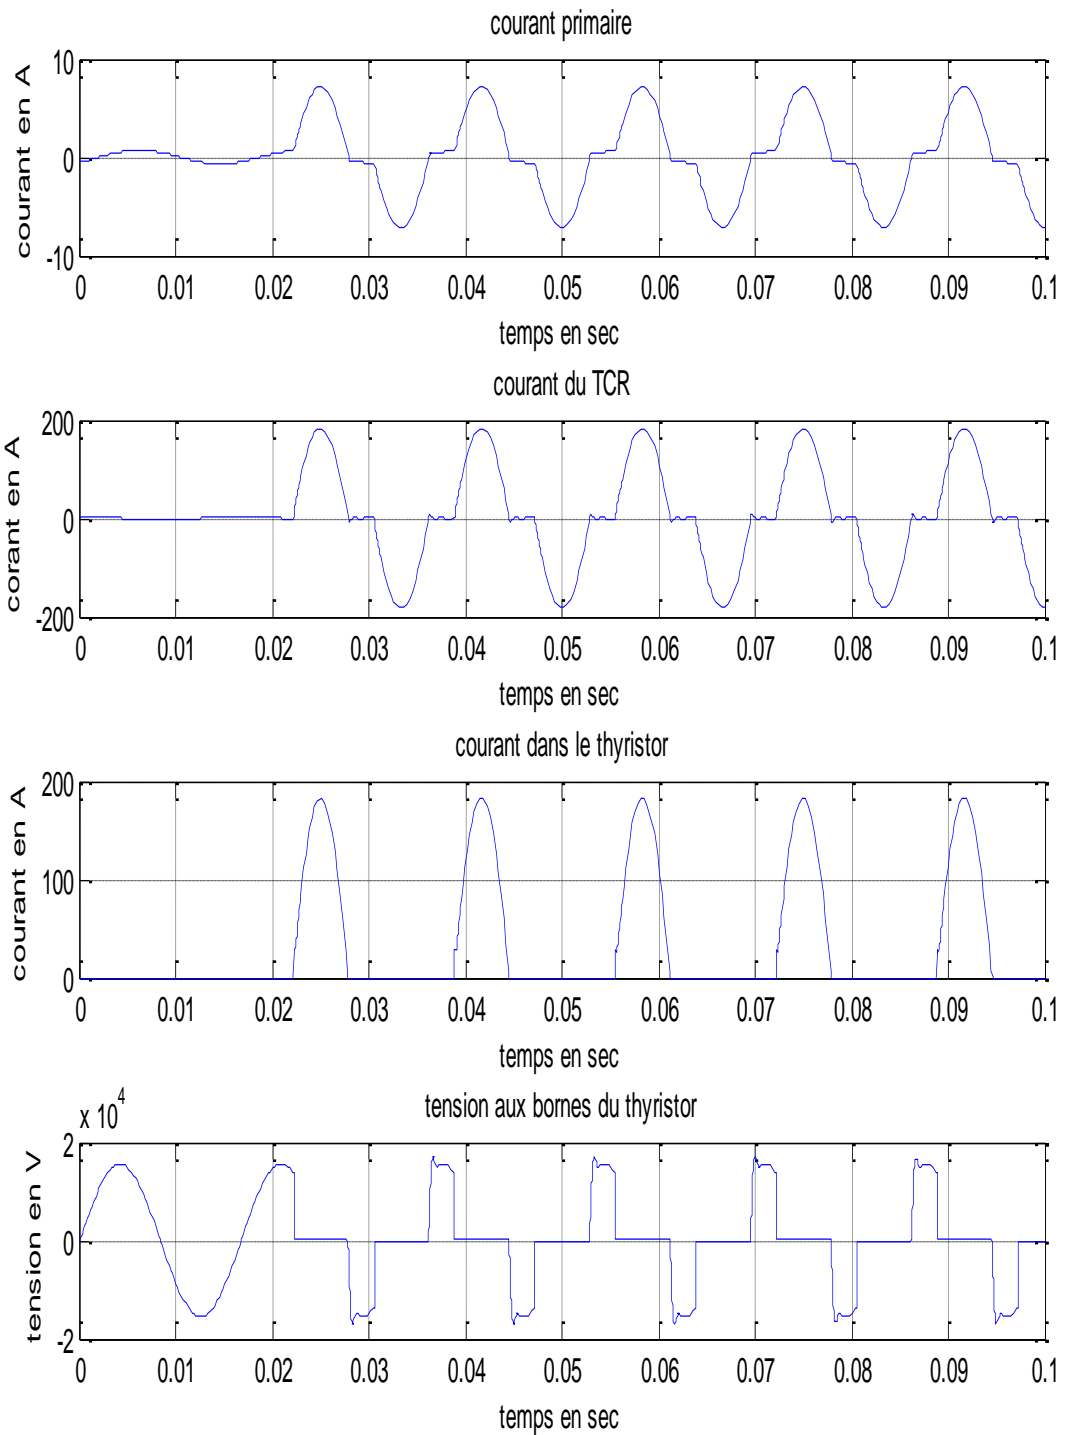 courant primaire
10
0
-10
courant en A
0 0.01 0.02 0.03 0.04 0.05 0.06 0.07 0.08 0.09 0.1
temps en sec
courant du TCR
200
0
-200
corant en A
0 0.01 0.02 0.03 0.04 0.05 0.06 0.07 0.08 0.09 0.1
temps en sec
courant dans le thyristor
200
100
0
courant en A
0 0.01 0.02 0.03 0.04 0.05 0.06 0.07 0.08 0.09 0.1
temps en sec
x 10^4
tension aux bornes du thyristor
2
0
-2
tension en V
0 0.01 0.02 0.03 0.04 0.05 0.06 0.07 0.08 0.09 0.1
temps en sec